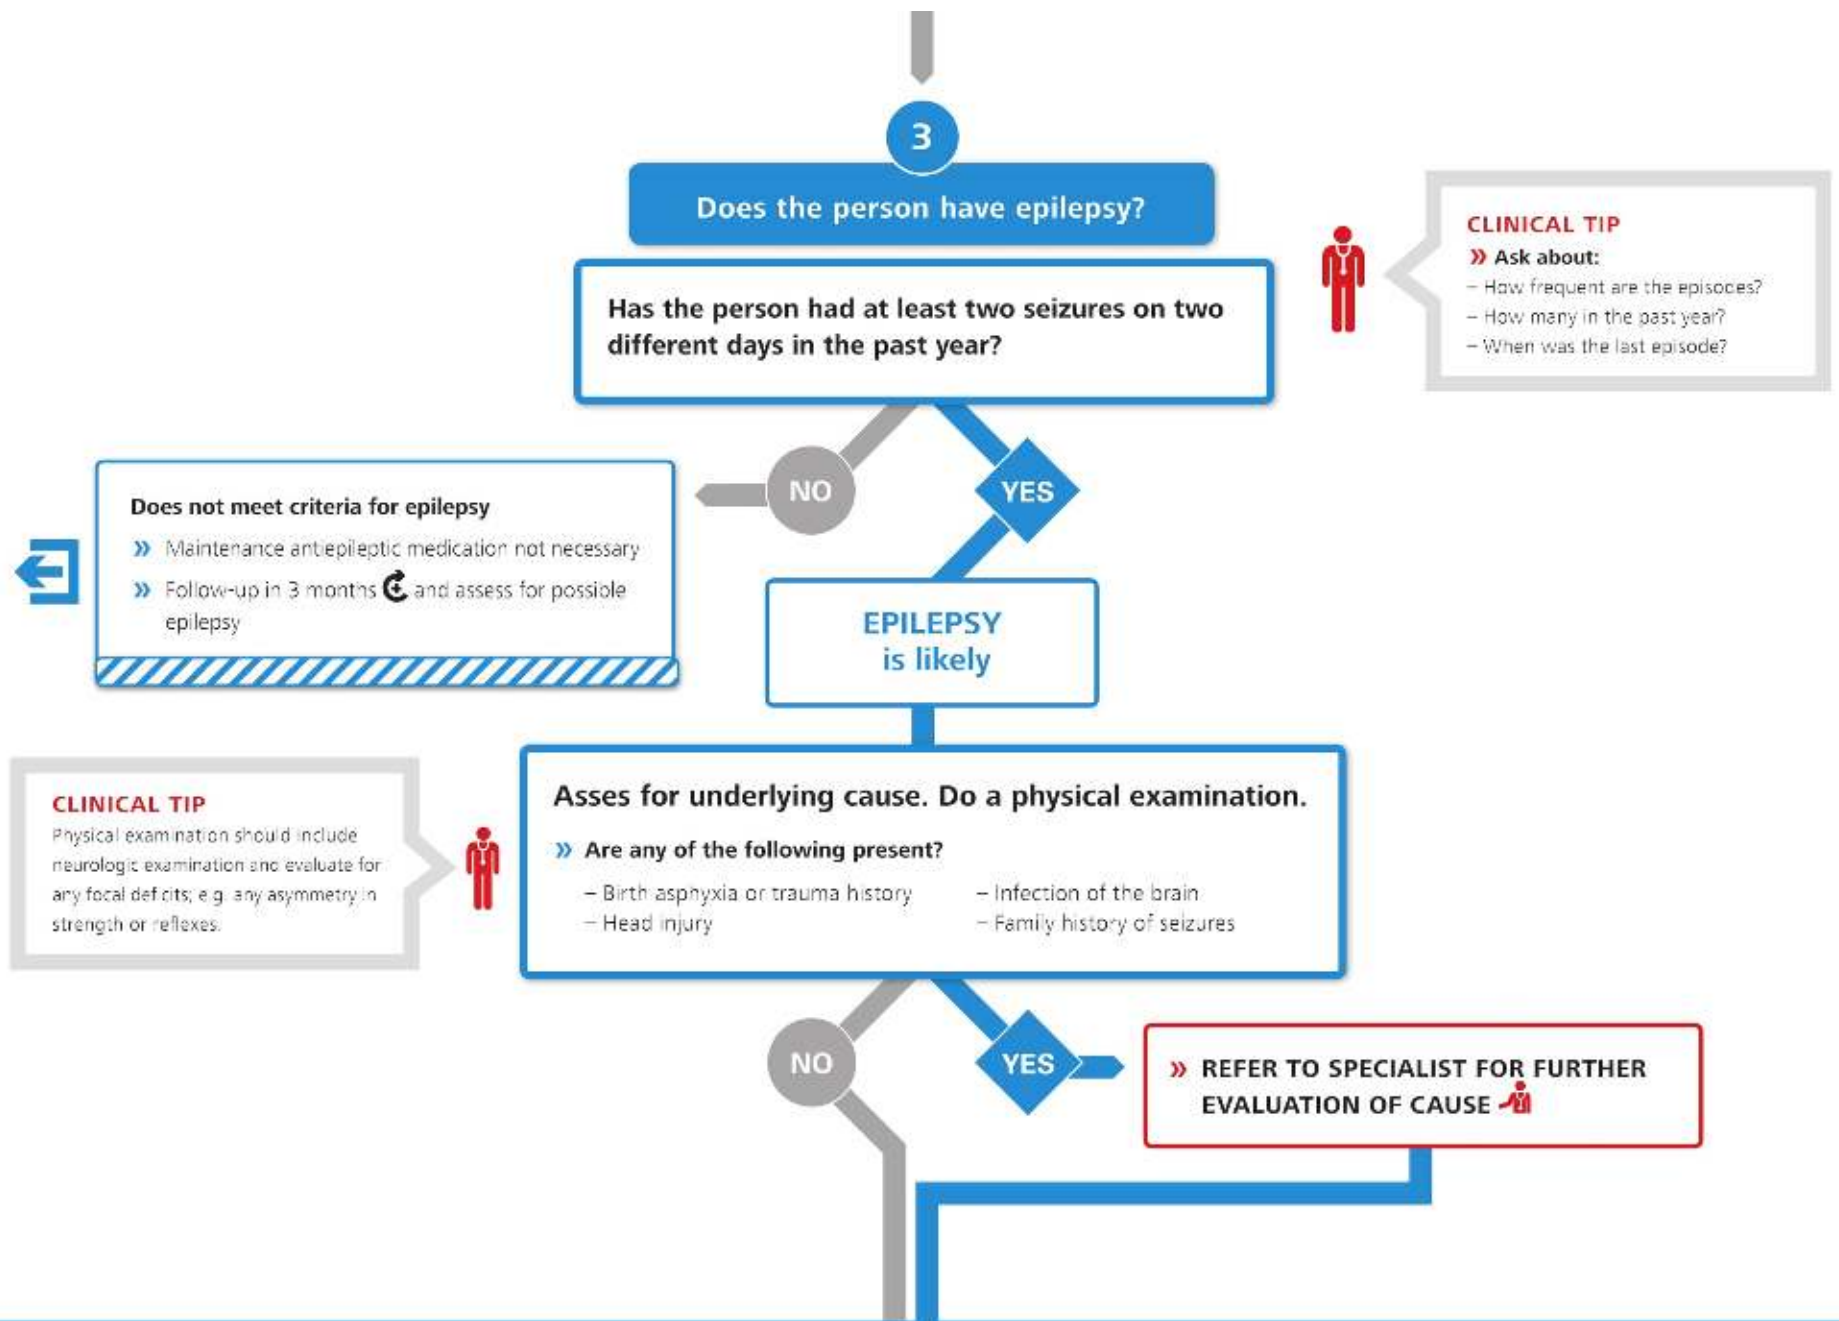 3
Does the person have epilepsy?
CLINICAL TIP
» Ask about:
– How frequent are the episodes?
– How many in the past year?
– When was the last episode?
Has the person had at least two seizures on two
different days in the past year?
NO
YES
Does not meet criteria for epilepsy
» Maintenance antiepileptic medication not necessary
» Follow-up in 3 months and assess for possible
epilepsy
EPILEPSY
is likely
CLINICAL TIP
Physical examination should include
neurologic examination and evaluate for
any focal deficits; e.g. any asymmetry in
strength or reflexes.
Asses for underlying cause. Do a physical examination.
» Are any of the following present?
– Birth asphyxia or trauma history
– Head injury
– Infection of the brain
– Family history of seizures
NO
YES
» REFER TO SPECIALIST FOR FURTHER
EVALUATION OF CAUSE